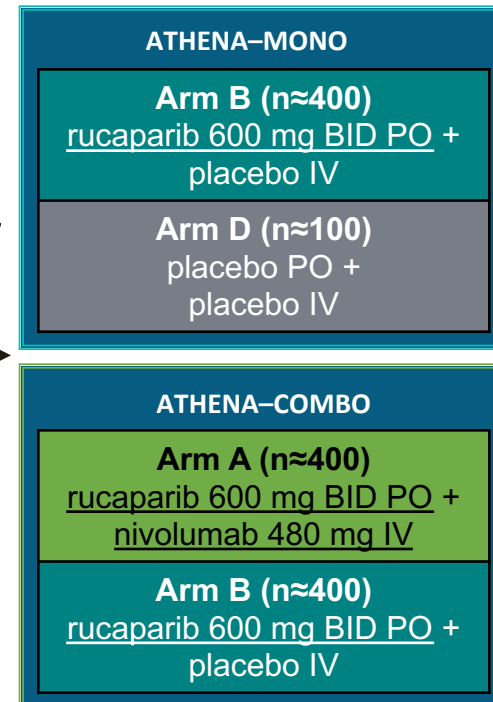 ATHENA–MONO
Arm B (n≈400)
rucaparib 600 mg BID PO +
placebo IV
Arm D (n≈100)
placebo PO +
placebo IV
ATHENA–COMBO
Arm A (n≈400)
rucaparib 600 mg BID PO +
nivolumab 480 mg IV
Arm B (n≈400)
rucaparib 600 mg BID PO +
placebo IV